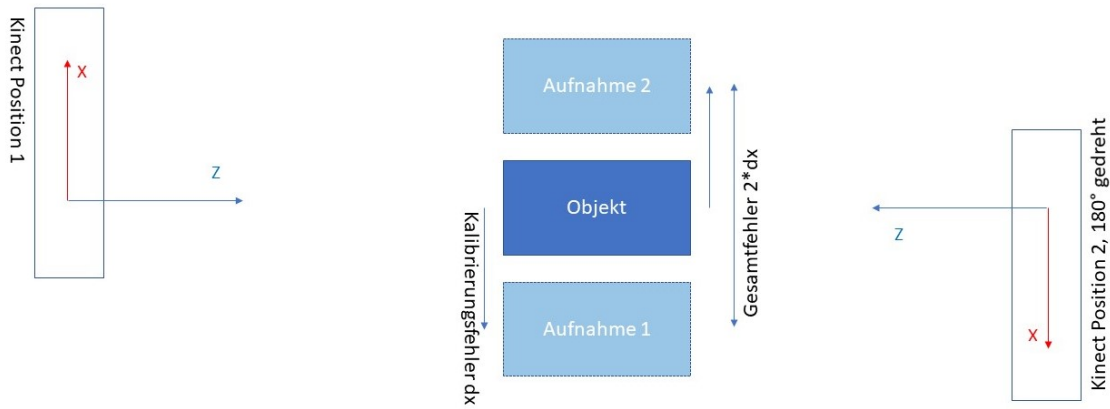 Kinect Position 1
X
Z
Aufnahme 2
Objekt
Aufnahme 1
Kalibrierungsfehler dx
Gesamtfehler 2*dx
Z
X
Kinect Position 2, 180° gedreht